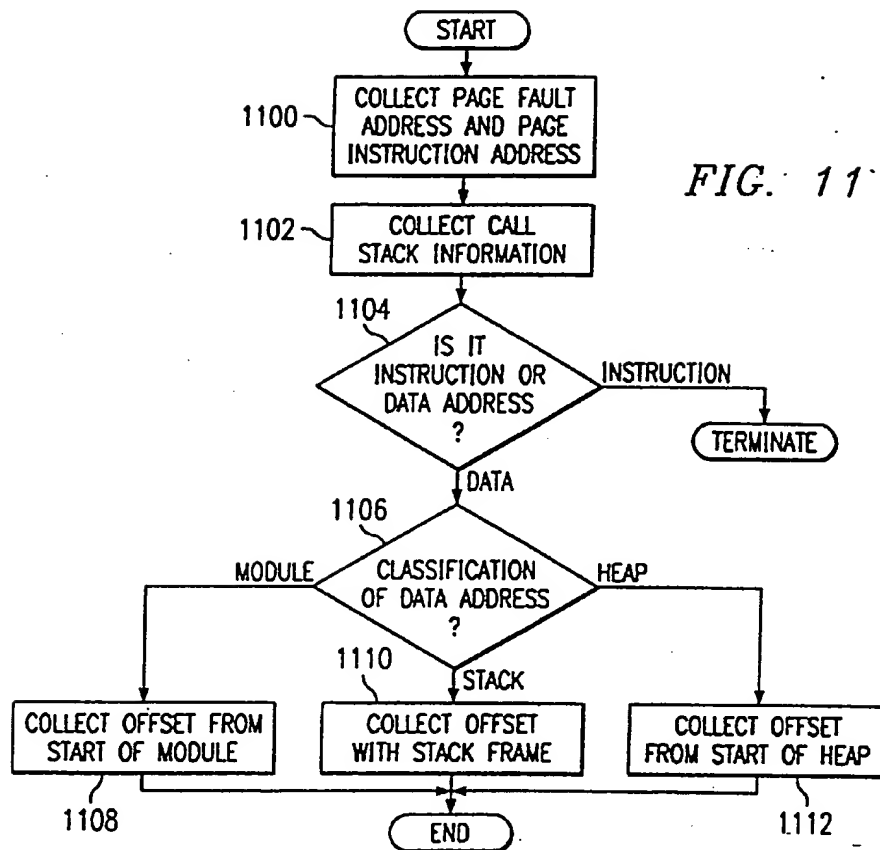 START
1100
COLLECT PAGE FAULT
ADDRESS AND PAGE
INSTRUCTION ADDRESS
FIG. 11
1102
COLLECT CALL
STACK INFORMATION
1104
IS IT
INSTRUCTION OR
DATA ADDRESS
?
INSTRUCTION
TERMINATE
DATA
1106
MODULE
CLASSIFICATION
OF DATA ADDRESS
?
HEAP
1110
STACK
COLLECT OFFSET FROM
START OF MODULE
COLLECT OFFSET
WITH STACK FRAME
COLLECT OFFSET
FROM START OF HEAP
1108
END
1112